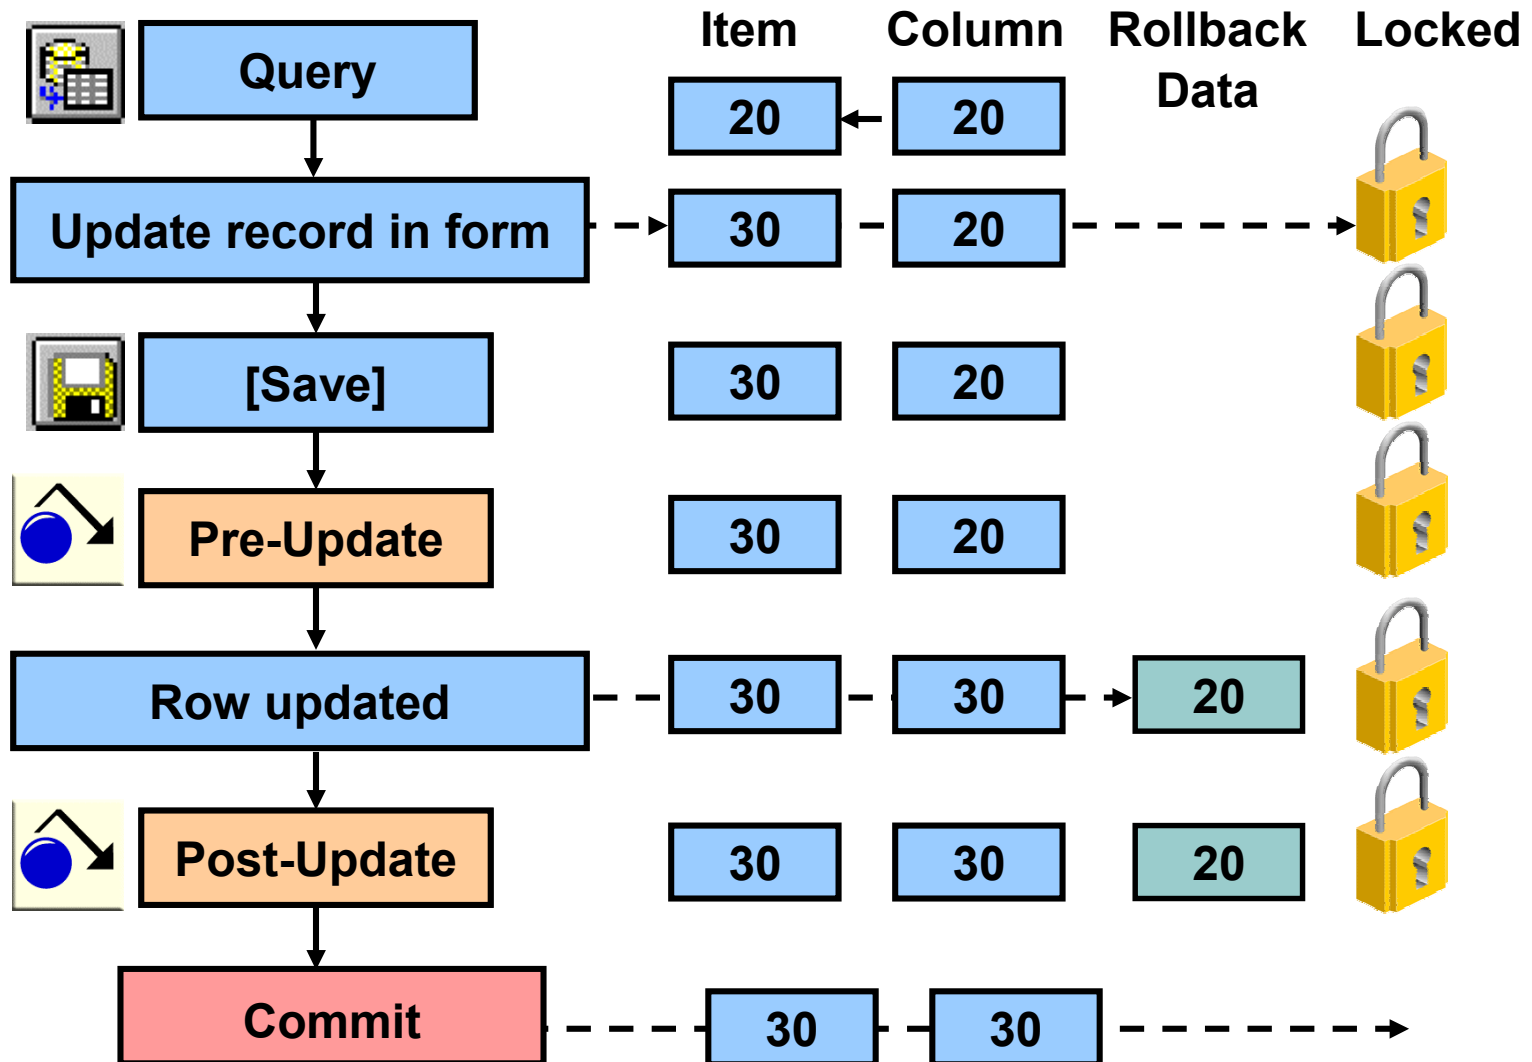 Item Column Rollback Data Locked
Query 20 20
Update record in form 30 20
[Save] 30 20
Pre-Update 30 20
Row updated 30 30 20
Post-Update 30 30 20
Commit 30 30